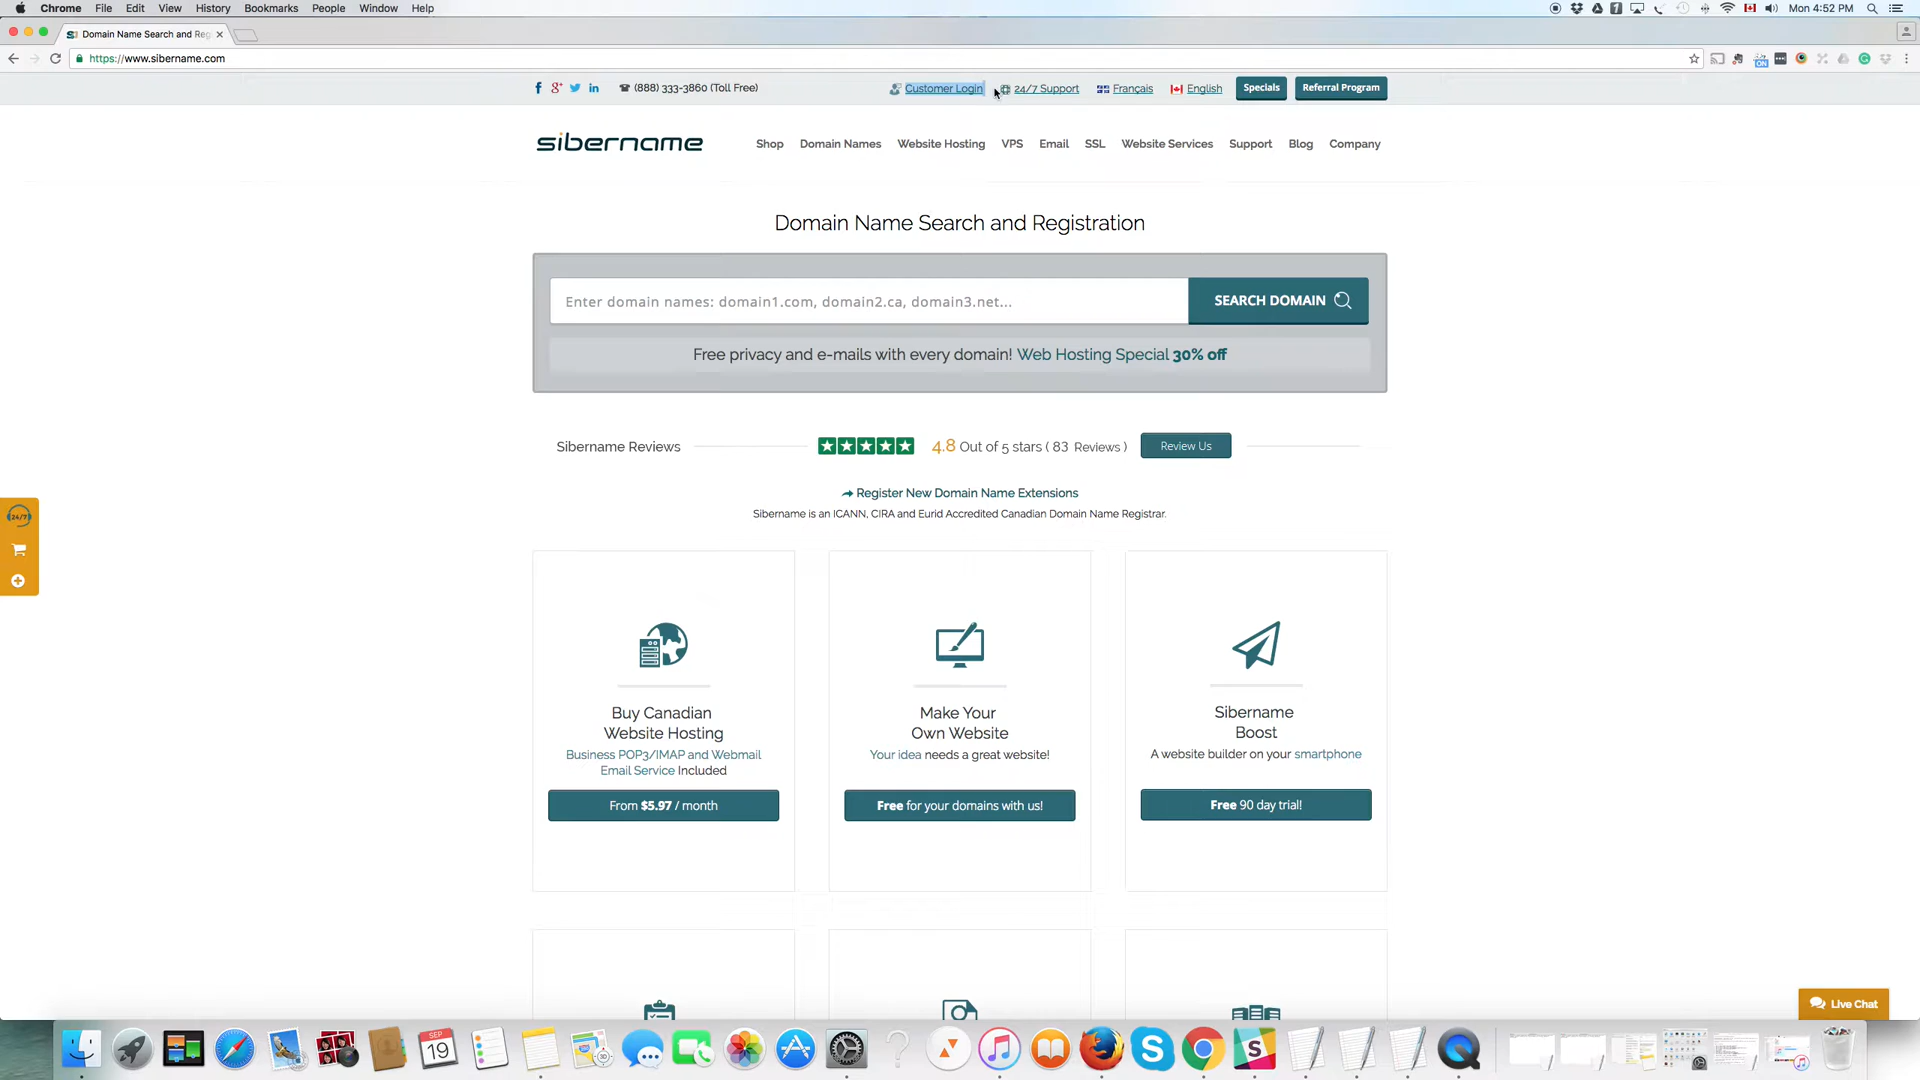 Chrome File Edit View History Bookmarks People Window Help
Mon 4:52 PM
Domain Name Search and Reg
https://www.sibername.com
(888) 333-3860 (Toll Free)
Customer Login 24/7 Support Français English Specials Referral Program
sibername
Shop Domain Names Website Hosting VPS Email SSL Website Services Support Blog Company
Domain Name Search and Registration
Enter domain names: domain1.com, domain2.ca, domain3.net...
SEARCH DOMAIN
Free privacy and e-mails with every domain! Web Hosting Special 30% off
Sibername Reviews
4.8 Out of 5 stars ( 83 Reviews )
Review Us
Register New Domain Name Extensions
Sibername is an ICANN, CIRA and Eurid Accredited Canadian Domain Name Registrar.
24/7
Buy Canadian
Website Hosting
Business POP3/IMAP and Webmail
Email Service Included
From $5.97 / month
Make Your
Own Website
Your idea needs a great website!
Free for your domains with us!
Sibername
Boost
A website builder on your smartphone
Free 90 day trial!
Live Chat
SEP
19